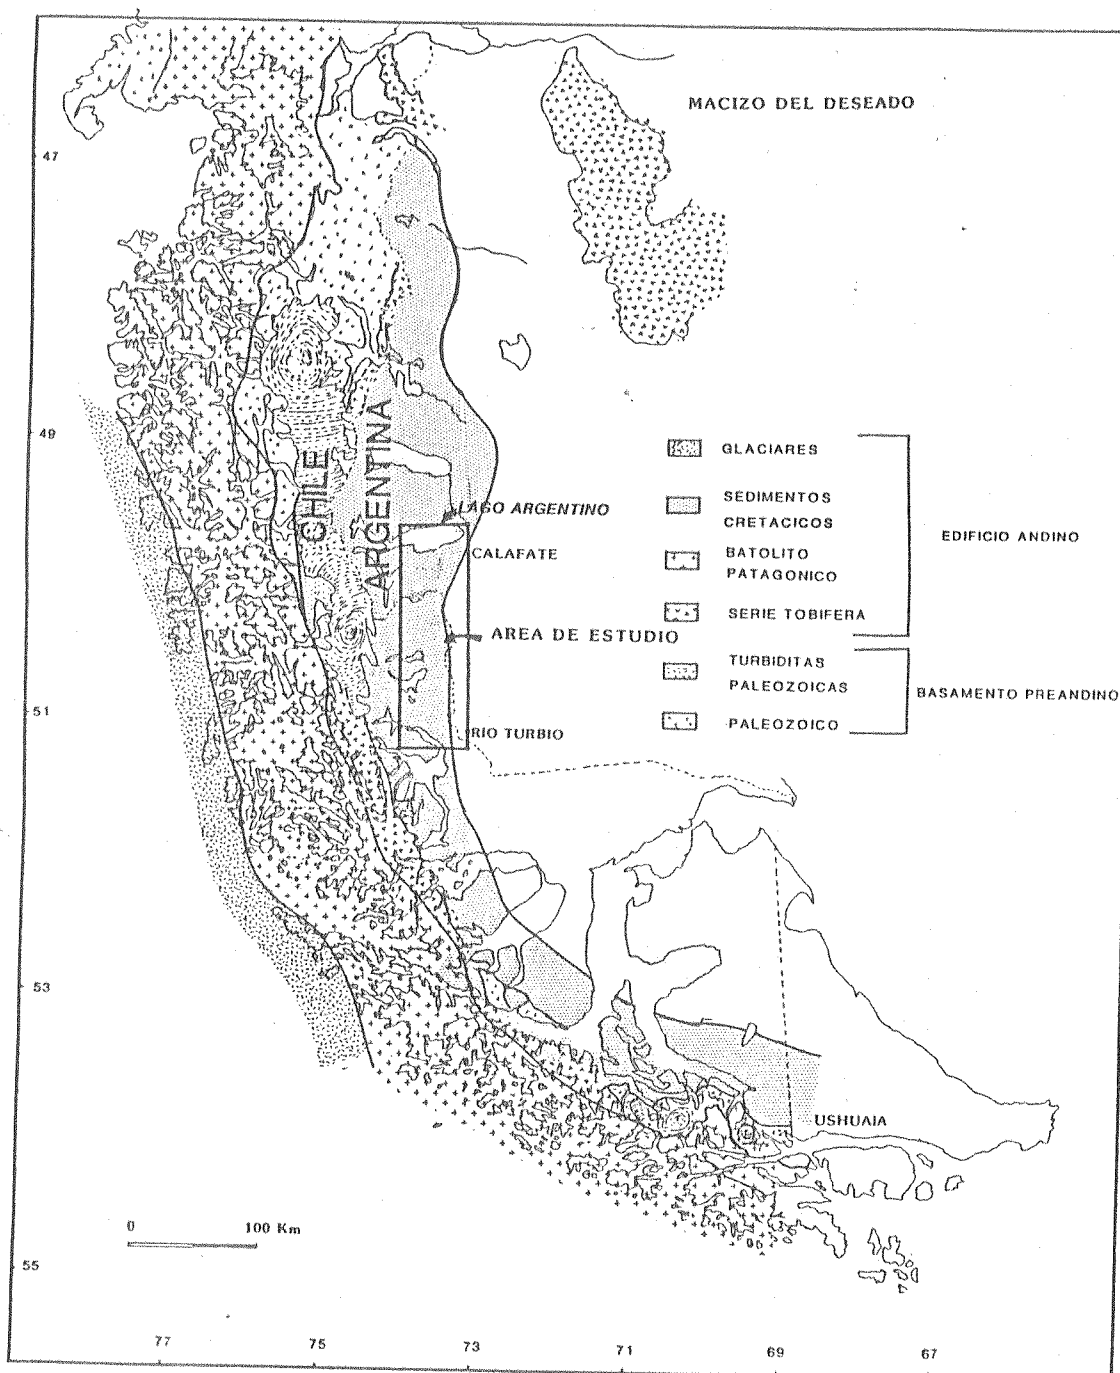 MACIZO DEL DESEADO
47
49
CHILE
ARGENTINA
LAGO ARGENTINO
CALAFATE
AREA DE ESTUDIO
RIO TURBIO
GLACIARES
SEDIMENTOS
CRETACICOS
BATOLITO
PATAGONICO
SERIE TOBIFERA
EDIFICIO ANDINO
TURBIDITAS
PALEOZOICAS
PALEOZOICO
BASAMENTO PREANDINO
51
53
USHUAIA
0 100 Km
55
77 75 73 71 69 67